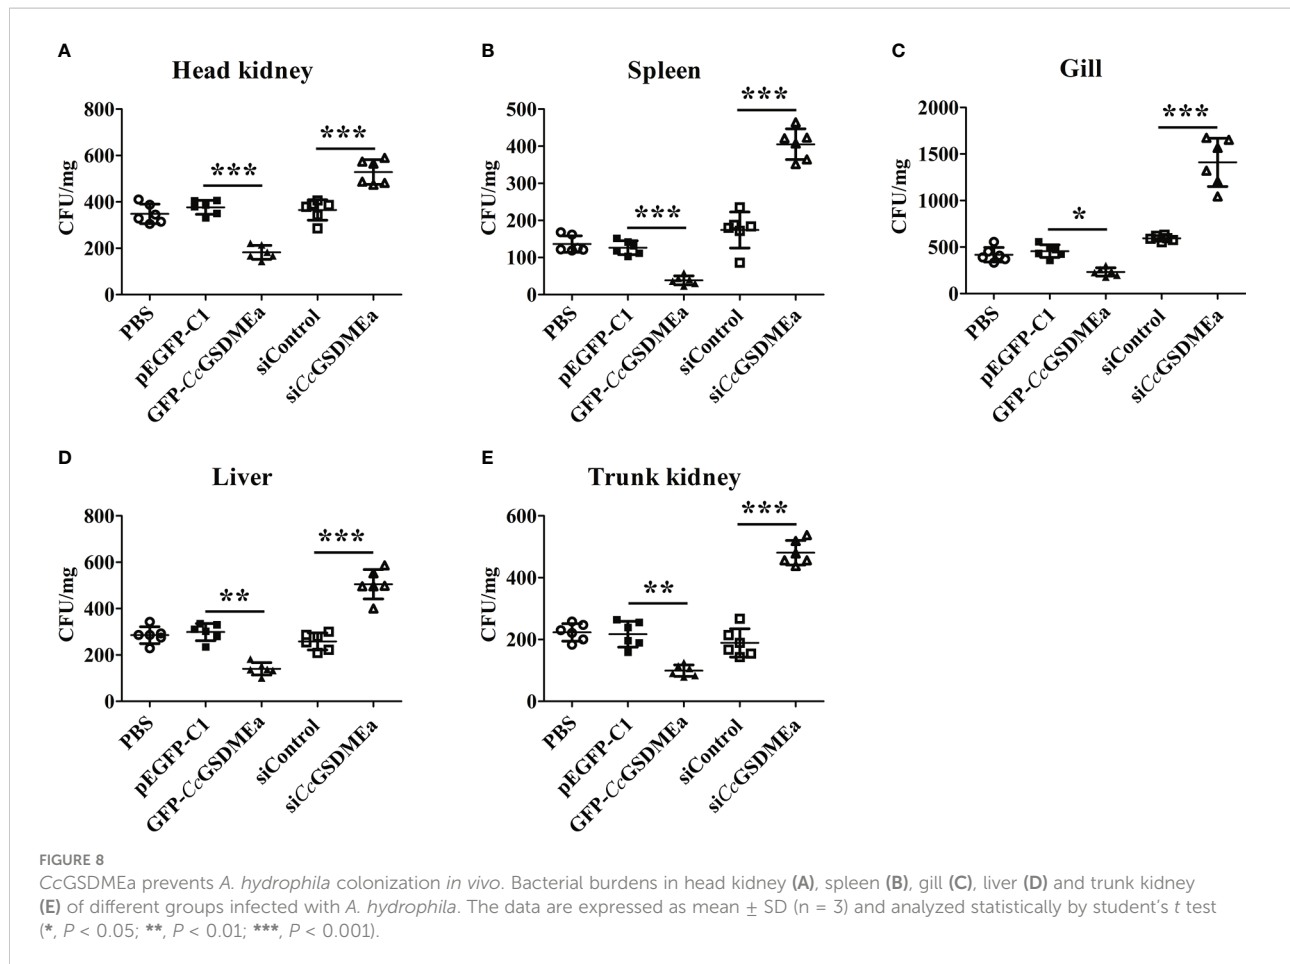 A
Head kidney
CFU/mg
800
600
400
200
0
***
***
PBS
pEGFP-C1
GFP-CcGSDMEa
siControl
siCcGSDMEa
B
Spleen
CFU/mg
500
400
300
200
100
0
***
***
PBS
pEGFP-C1
GFP-CcGSDMEa
siControl
siCcGSDMEa
C
Gill
CFU/mg
2000
1500
1000
500
0
*
***
PBS
pEGFP-C1
GFP-CcGSDMEa
siControl
siCcGSDMEa
D
Liver
CFU/mg
800
600
400
200
0
**
***
PBS
pEGFP-C1
GFP-CcGSDMEa
siControl
siCcGSDMEa
E
Trunk kidney
CFU/mg
600
400
200
0
**
***
PBS
pEGFP-C1
GFP-CcGSDMEa
siControl
siCcGSDMEa
FIGURE 8
CcGSDMEa prevents A. hydrophila colonization in vivo. Bacterial burdens in head kidney (A), spleen (B), gill (C), liver (D) and trunk kidney
(E) of different groups infected with A. hydrophila. The data are expressed as mean ± SD (n = 3) and analyzed statistically by student's t test
(*, P < 0.05; **, P < 0.01; ***, P < 0.001).